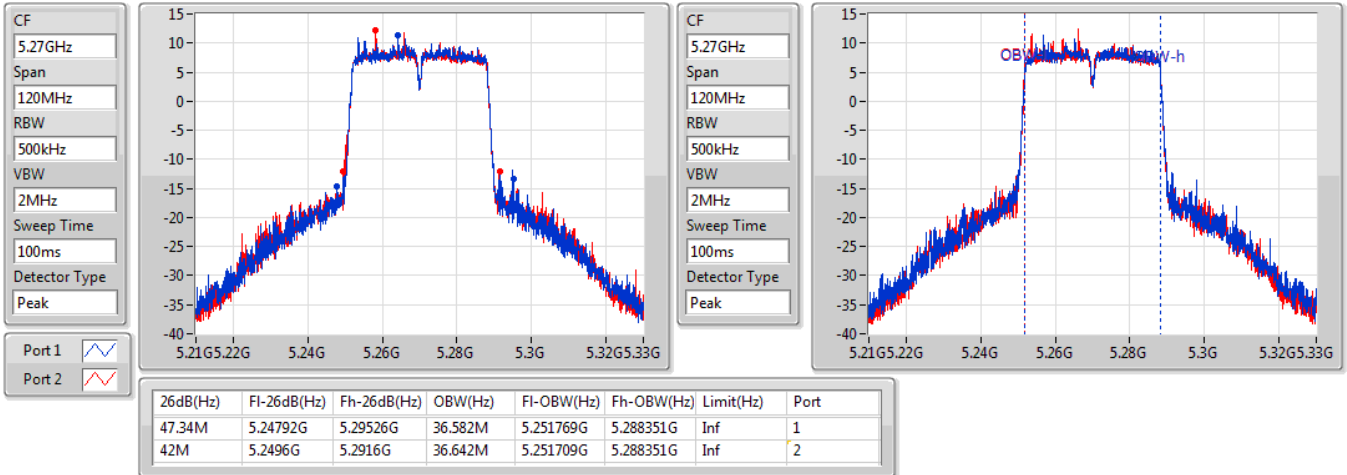 CF
5.27GHz
Span
120MHz
RBW
500kHz
VBW
2MHz
Sweep Time
100ms
Detector Type
Peak
Port 1
Port 2
15-
10-
5-
0-
-5-
-10-
-15-
-20-
-25-
-30-
-35-
-40-
5.21G5.22G 5.24G 5.26G 5.28G 5.3G 5.32G5.33G
CF
5.27GHz
Span
120MHz
RBW
500kHz
VBW
2MHz
Sweep Time
100ms
Detector Type
Peak
15-
10-
5-
0-
-5-
-10-
-15-
-20-
-25-
-30-
-35-
-40-
5.21G5.22G 5.24G 5.26G 5.28G 5.3G 5.32G5.33G
26dB(Hz) Fl-26dB(Hz) Fh-26dB(Hz) OBW(Hz) Fl-OBW(Hz) Fh-OBW(Hz) Limit(Hz) Port
47.34M 5.24792G 5.29526G 36.582M 5.251769G 5.288351G Inf 1
42M 5.2496G 5.2916G 36.642M 5.251709G 5.288351G Inf 2